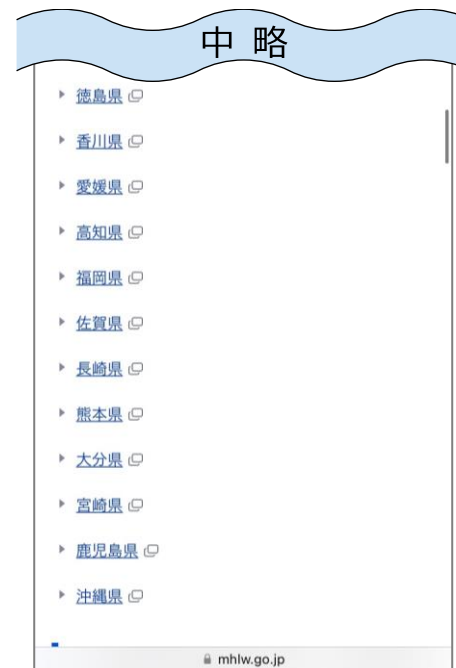 中 略
徳島県
香川県
愛媛県
高知県
福岡県
佐賀県
長崎県
熊本県
大分県
宮崎県
鹿児島県
沖縄県
mhlw.go.jp